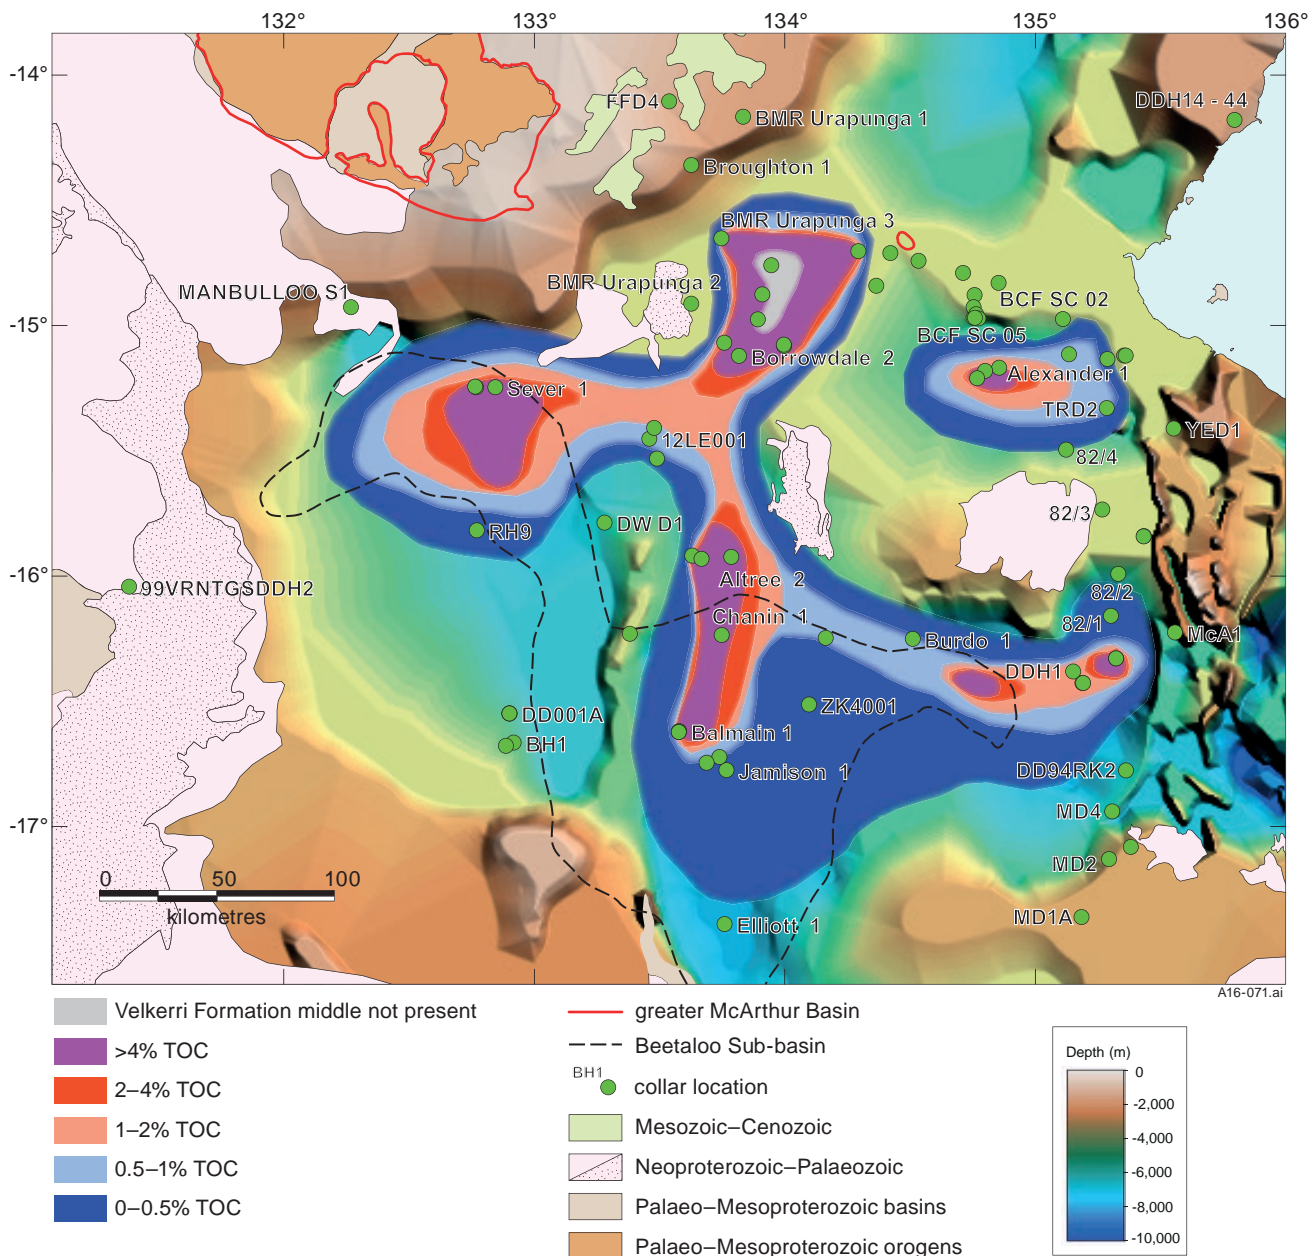 132° 133° 134° 135° 136°
-14°
-15°
-16°
-17°
FFD4
BMR Urapunga 1
DDH14 - 44
Broughton 1
BMR Urapunga 3
BMR Urapunga 2
MANBULLOO S1
BCF SC 02
BCF SC 05
Borrowdale 2
Alexander 1
Sever 1
TRD2
YED1
12LE001
82/4
82/3
RH9
DW D1
Altree 2
99VRNTGSDDH2
82/2
Chanin 1
82/1
McA1
Burdo 1
DDH1
ZK4001
DD001A
Balmain 1
BH1
Jamison 1
DD94RK2
MD4
MD2
MD1A
Elliott 1
0 50 100
kilometres
A16-071.ai
Velkerri Formation middle not present
>4% TOC
2–4% TOC
1–2% TOC
0.5–1% TOC
0–0.5% TOC
greater McArthur Basin
Beetaloo Sub-basin
BH1
collar location
Mesozoic–Cenozoic
Neoproterozoic–Palaeozoic
Palaeo–Mesoproterozoic basins
Palaeo–Mesoproterozoic orogens
Depth (m)
0
-2,000
-4,000
-6,000
-8,000
-10,000